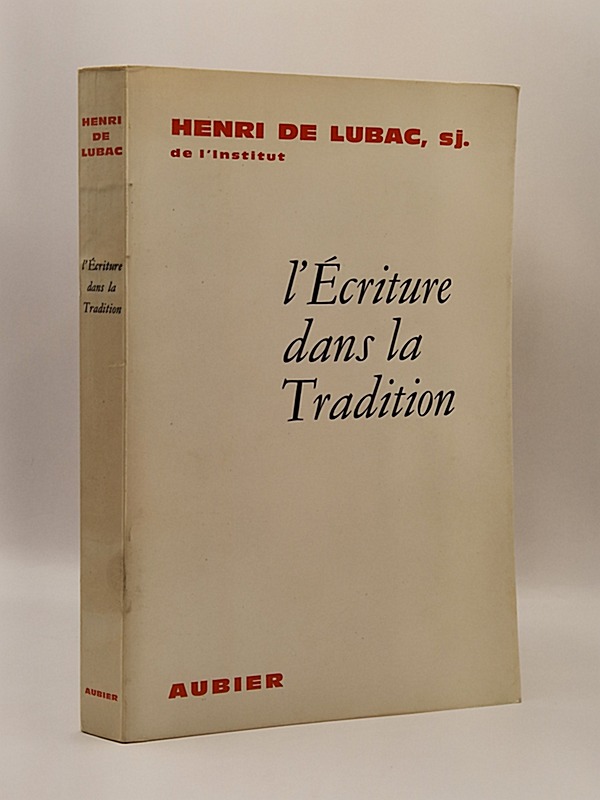 HENRI
DE
LUBAC
l'Écriture
dans la
Tradition
AUBIER
HENRI DE LUBAC, sj.
de l'Institut
l'Écriture
dans la
Tradition
AUBIER